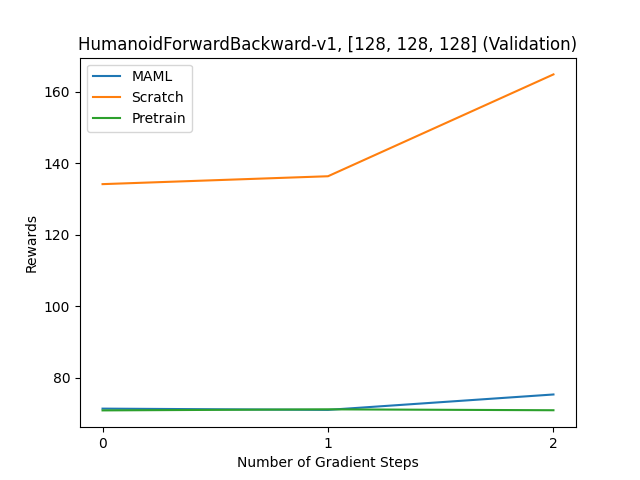 HumanoidForwardBackward-v1, [128, 128, 128] (Validation)
MAML
Scratch
Pretrain
160
140
120
100
80
Rewards
0
1
2
Number of Gradient Steps